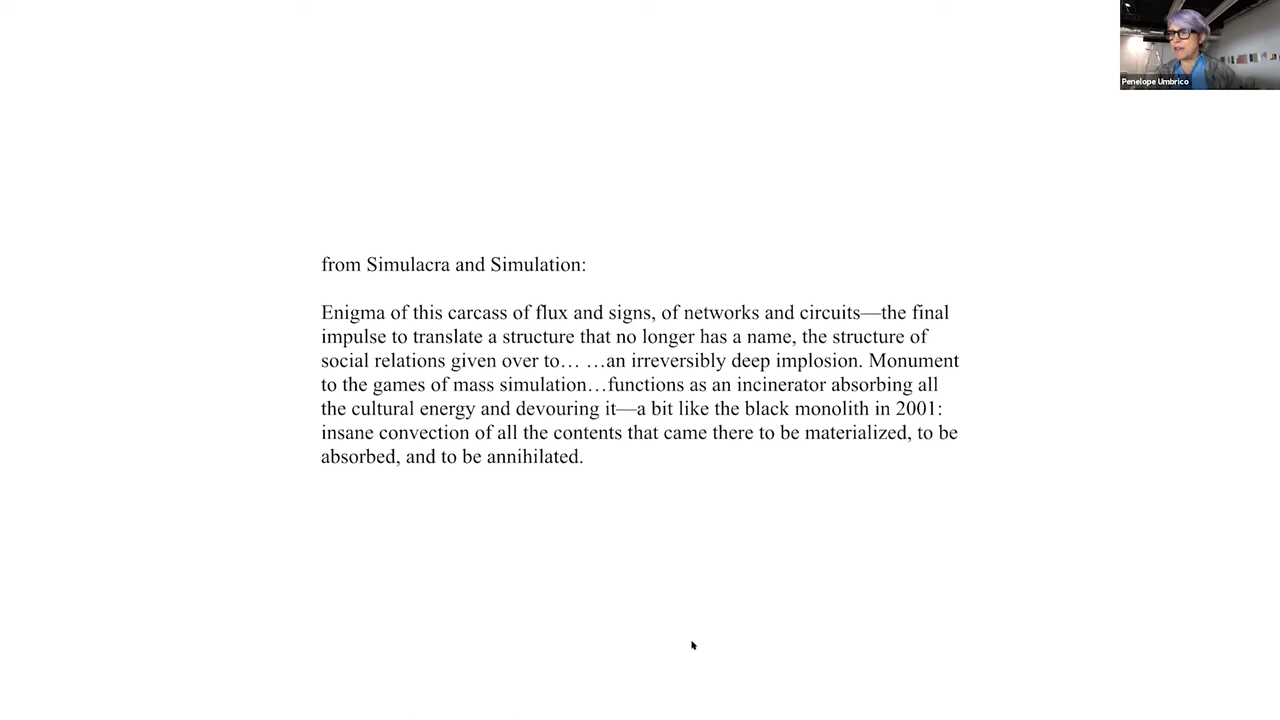 Penelope Umbrico
from Simulacra and Simulation:
Enigma of this carcass of flux and signs, of networks and circuits—the final
impulse to translate a structure that no longer has a name, the structure of
social relations given over to… …an irreversibly deep implosion. Monument
to the games of mass simulation…functions as an incinerator absorbing all
the cultural energy and devouring it—a bit like the black monolith in 2001:
insane convection of all the contents that came there to be materialized, to be
absorbed, and to be annihilated.